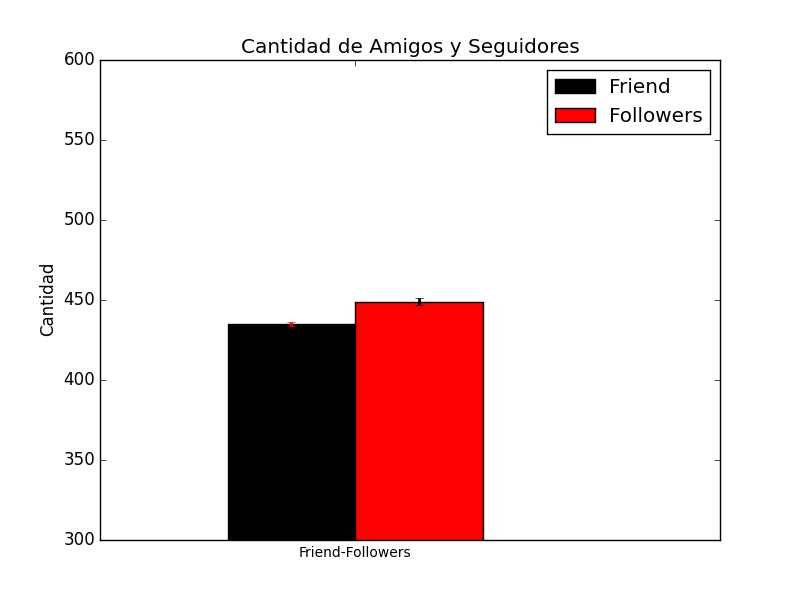 Cantidad de Amigos y Seguidores
600
550
500
450
400
350
300
Cantidad
Friend
Followers
Friend-Followers